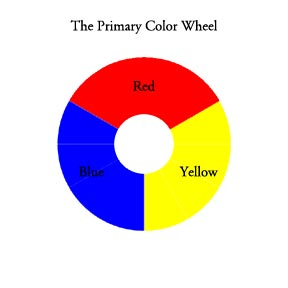 The Primary Color Wheel
Red
Blue
Yellow